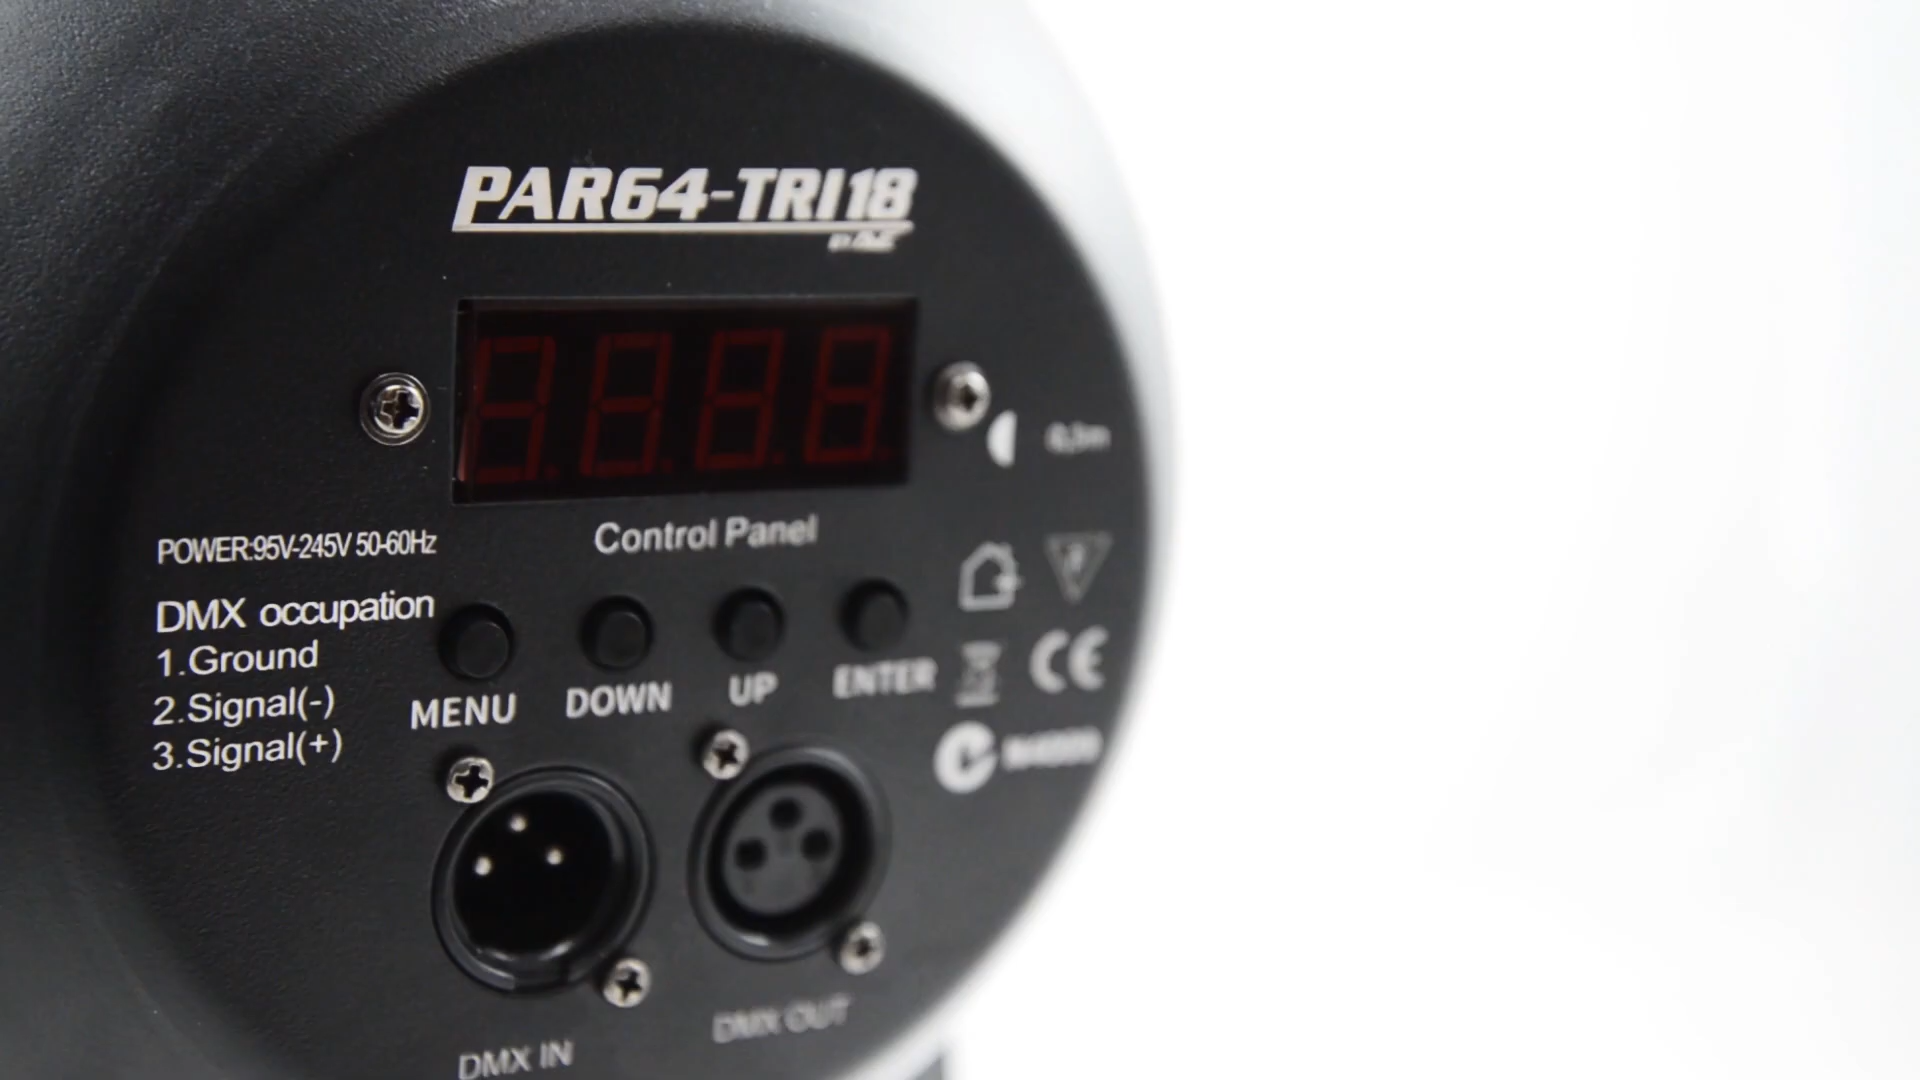 PAR64-TRI18
Control Panel
POWER:95V-245V 50-60Hz
DMX occupation
1.Ground
2.Signal(-)
3.Signal(+)
MENU
DOWN
UP
ENTER
CE
DMX IN
DMX OUT